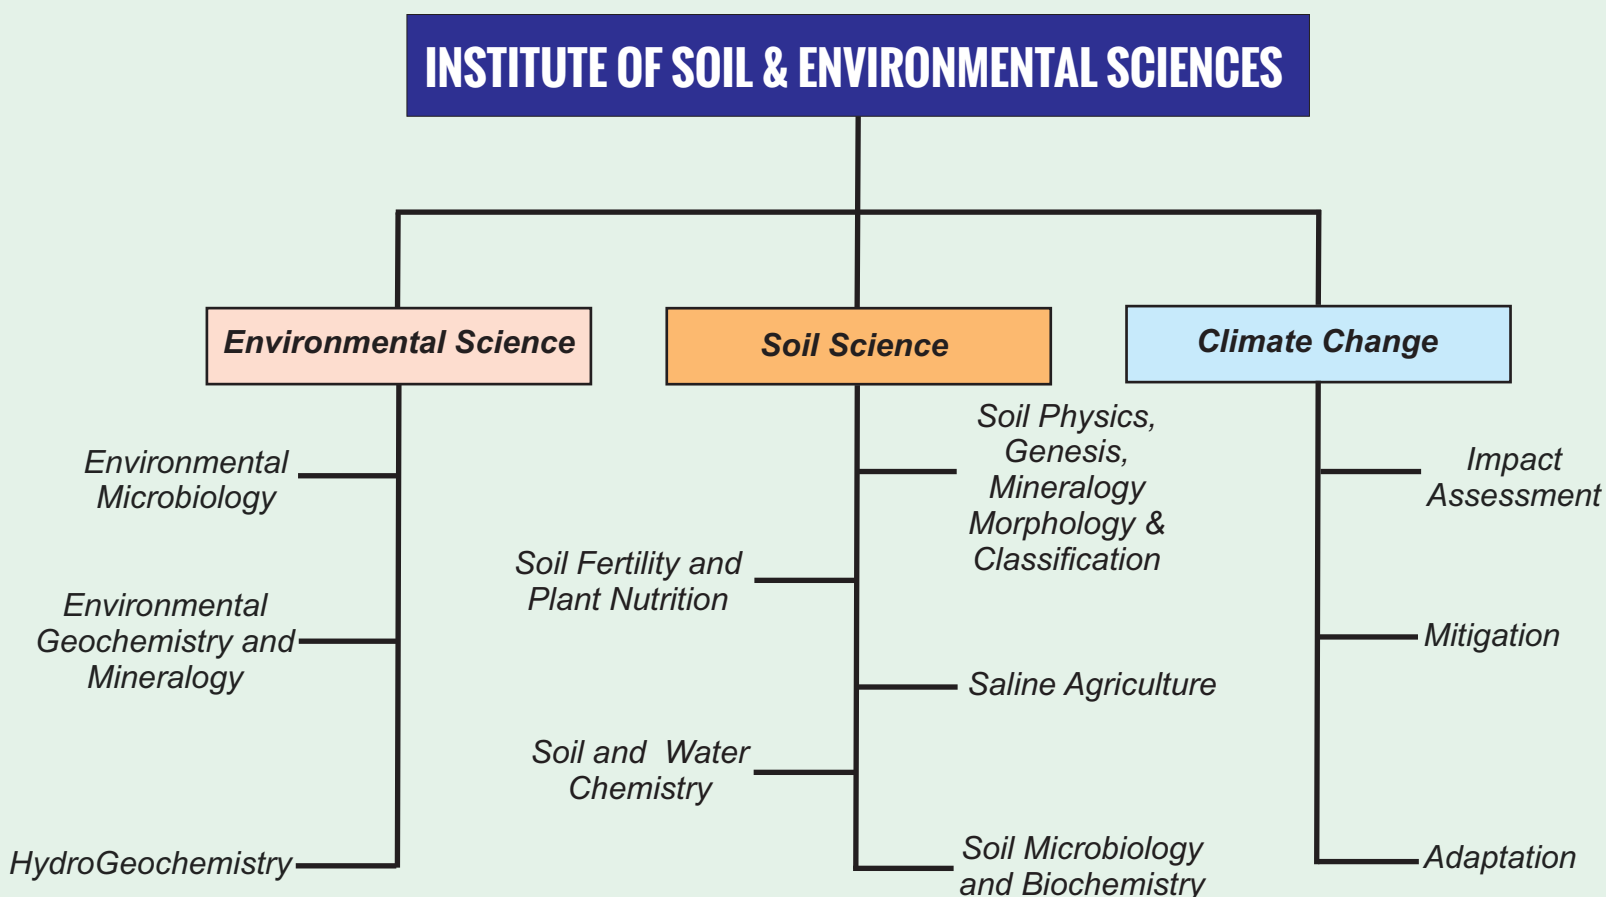 INSTITUTE OF SOIL & ENVIRONMENTAL SCIENCES
Environmental Science
Environmental
Microbiology
Environmental
Geochemistry and
Mineralogy
HydroGeochemistry
Soil Science
Soil Physics,
Genesis,
Mineralogy
Morphology &
Classification
Soil Fertility and
Plant Nutrition
Saline Agriculture
Soil and Water
Chemistry
Soil Microbiology
and Biochemistry
Climate Change
Impact
Assessment
Mitigation
Adaptation